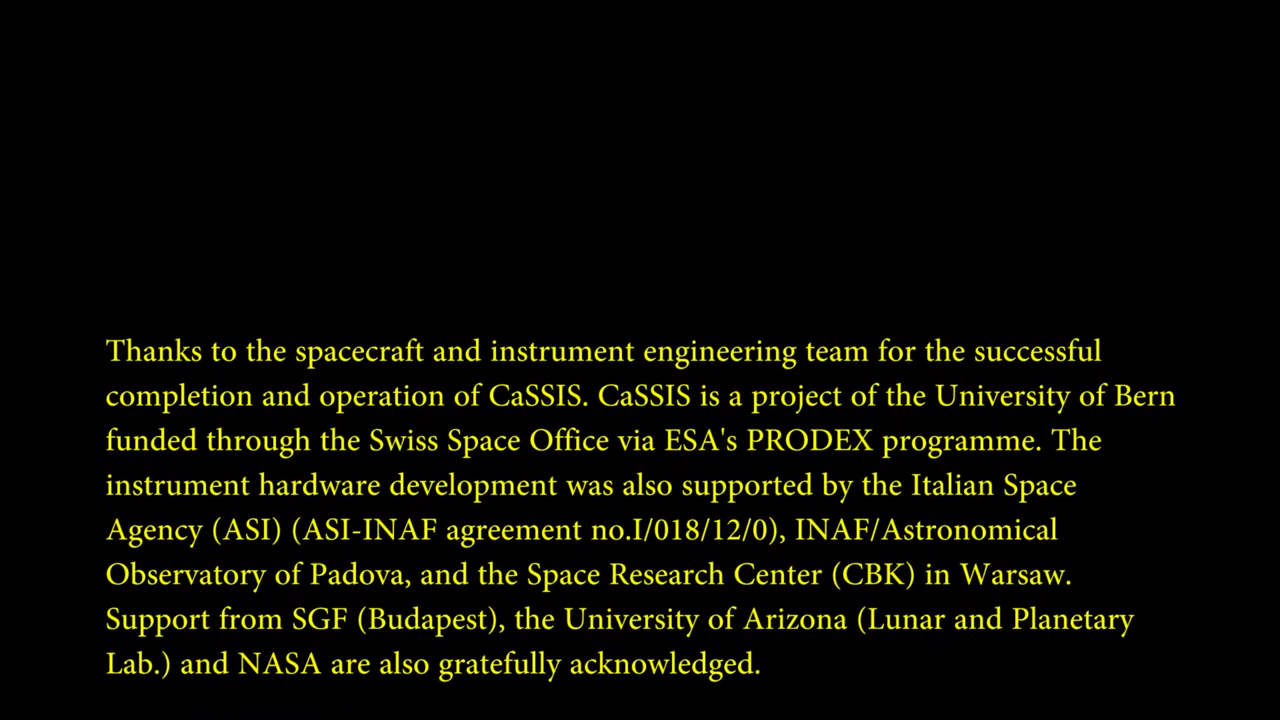 Thanks to the spacecraft and instrument engineering team for the successful
completion and operation of CaSSIS. CaSSIS is a project of the University of Bern
funded through the Swiss Space Office via ESA's PRODEX programme. The
instrument hardware development was also supported by the Italian Space
Agency (ASI) (ASI-INAF agreement no.I/018/12/0), INAF/Astronomical
Observatory of Padova, and the Space Research Center (CBK) in Warsaw.
Support from SGF (Budapest), the University of Arizona (Lunar and Planetary
Lab.) and NASA are also gratefully acknowledged.